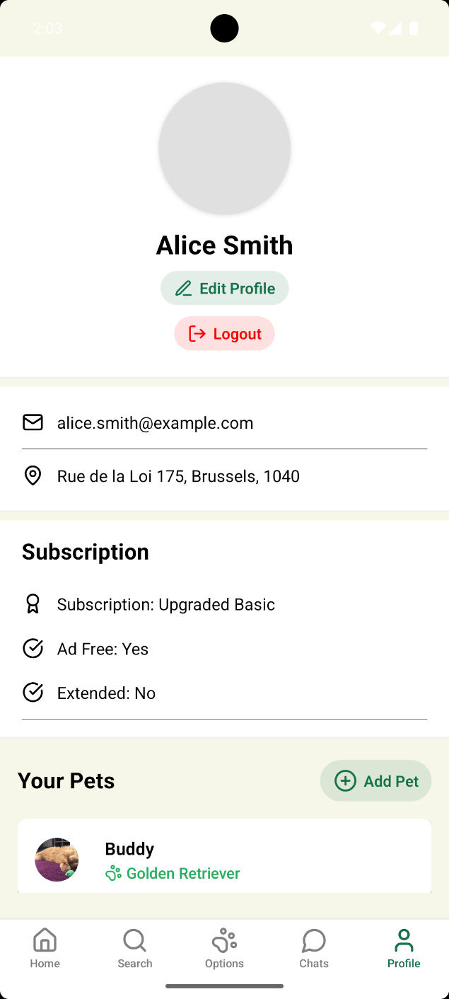 2:03
Alice Smith
Edit Profile
Logout
alice.smith@example.com
Rue de la Loi 175, Brussels, 1040
Subscription
Subscription: Upgraded Basic
Ad Free: Yes
Extended: No
Your Pets
Add Pet
Buddy
Golden Retriever
Home
Search
Options
Chats
Profile